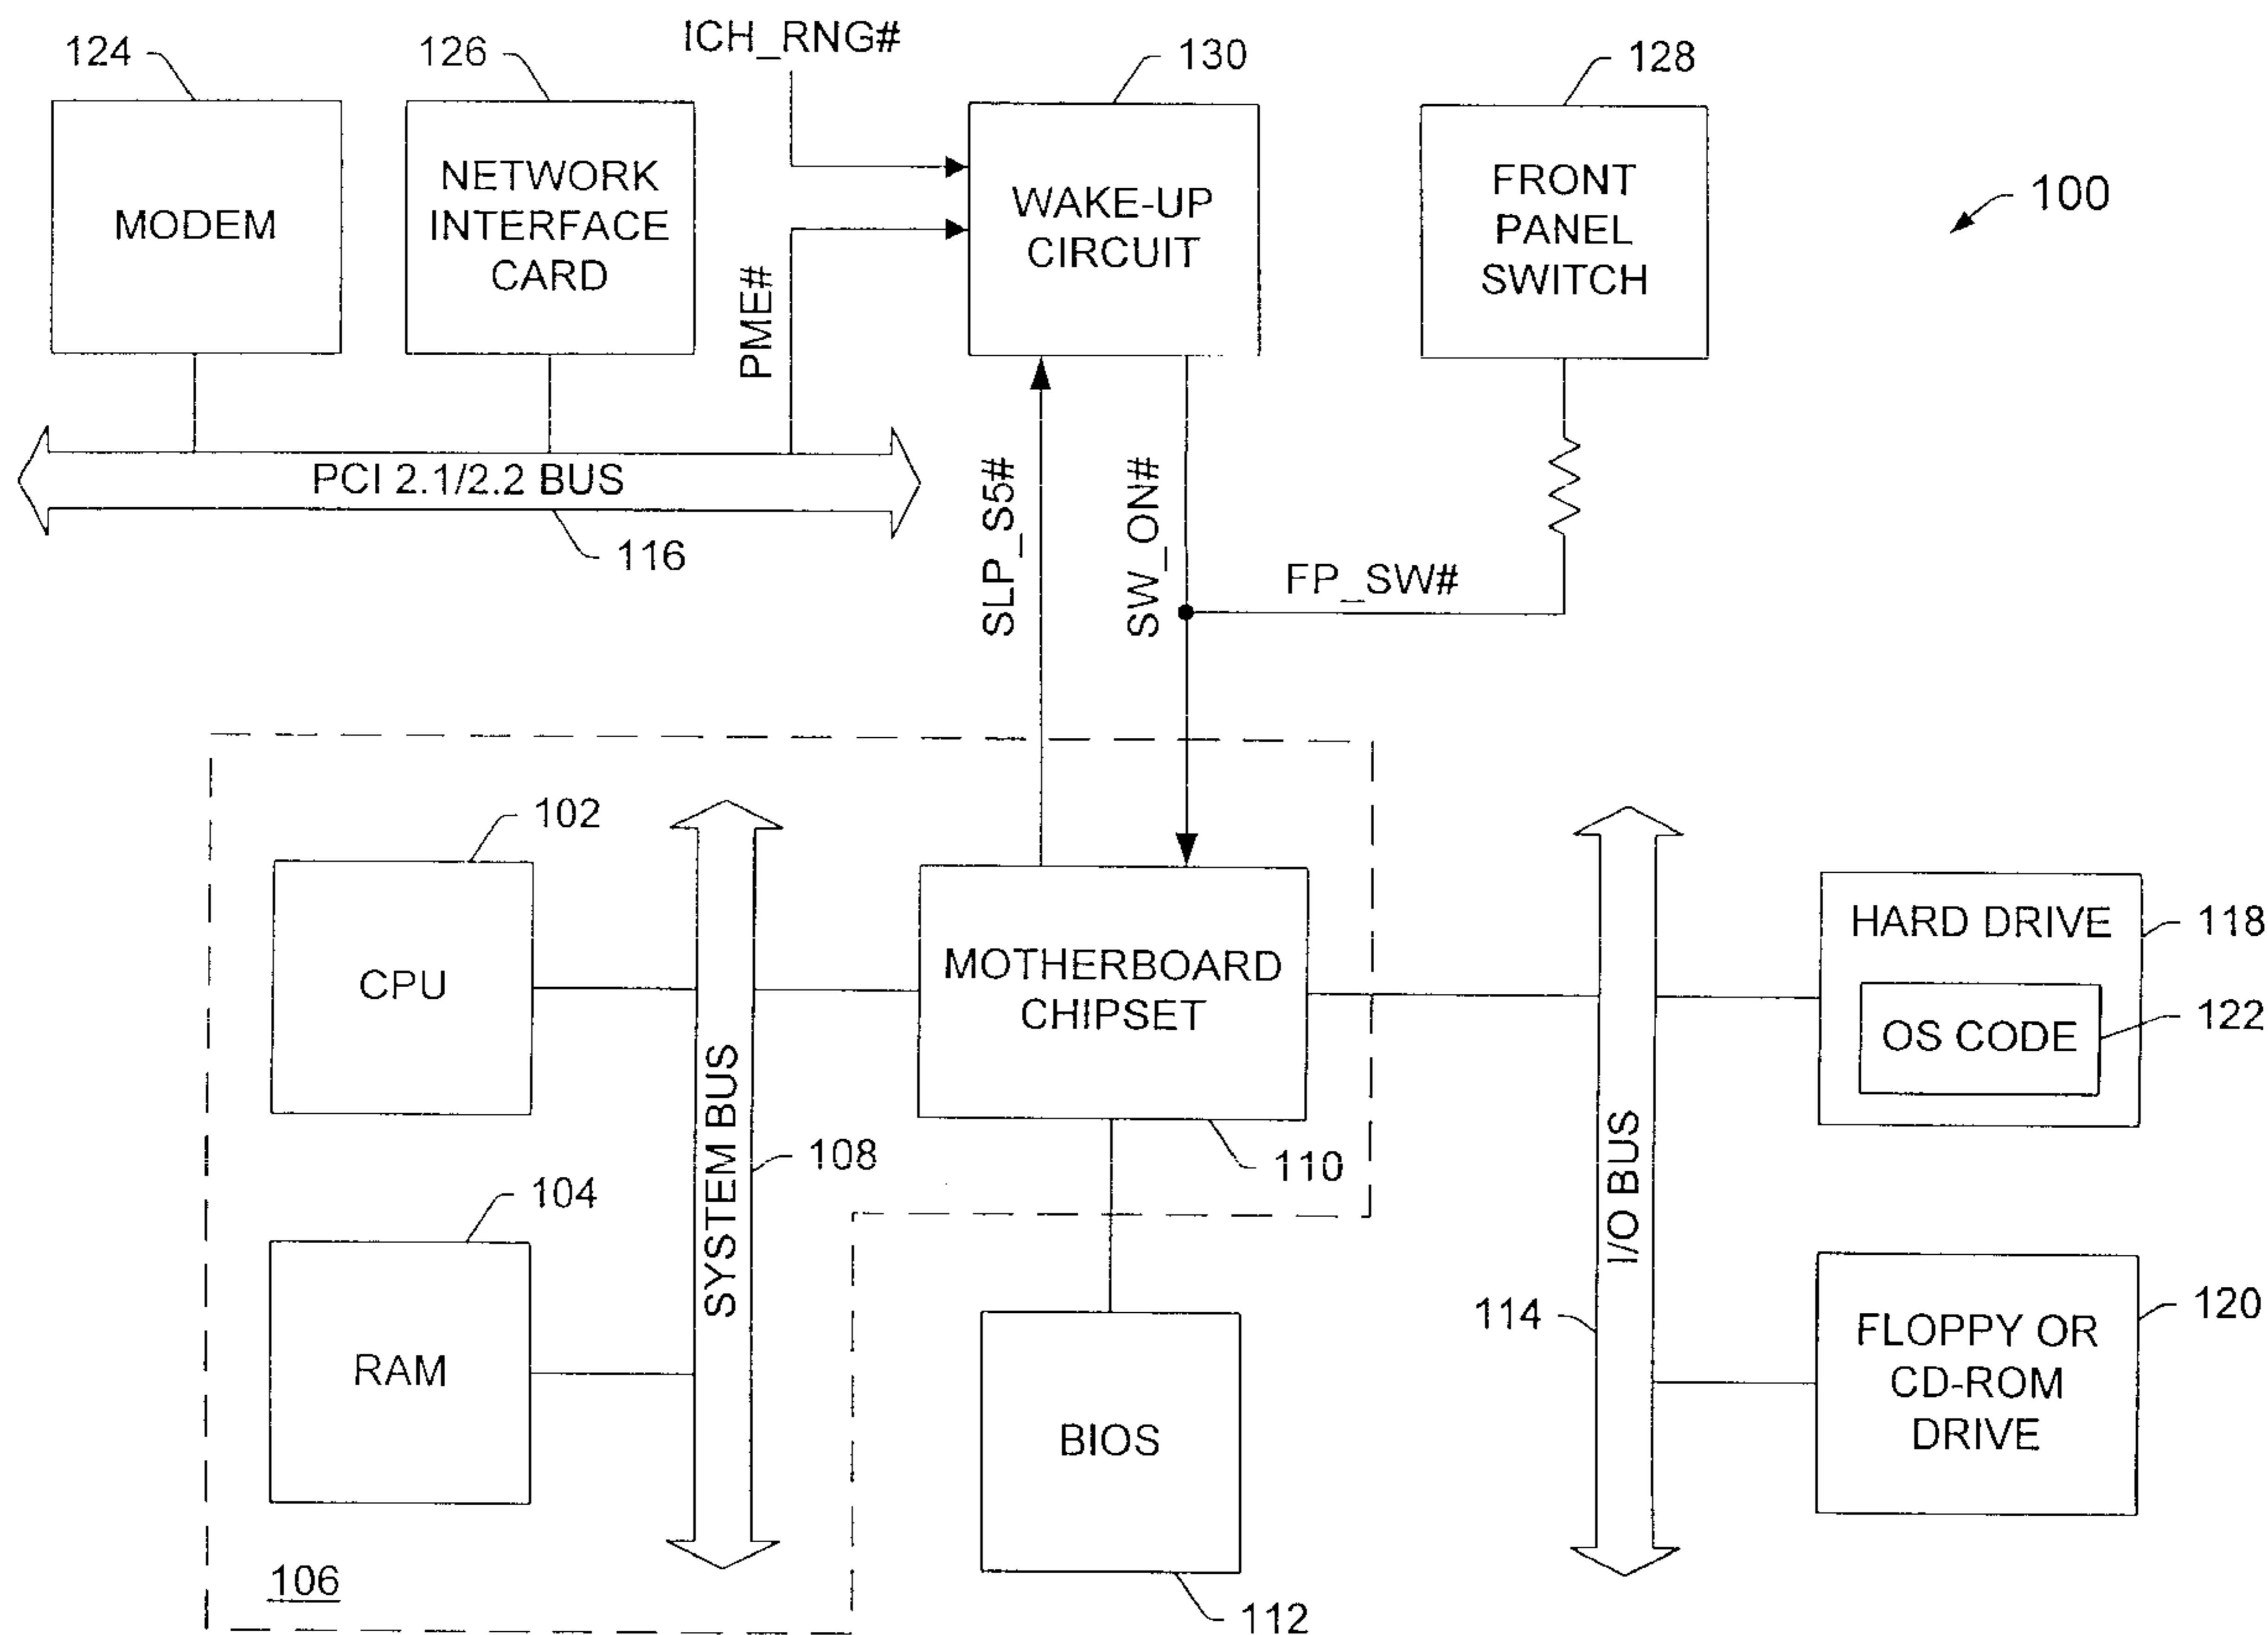 ICH_RNG#
124
126
130
128
MODEM
NETWORK
INTERFACE
CARD
WAKE-UP
CIRCUIT
FRONT
PANEL
SWITCH
100
PME#
PCI 2.1/2.2 BUS
116
SLP_S5#
SW_ON#
FP_SW#
102
CPU
SYSTEM BUS
108
MOTHERBOARD
CHIPSET
110
HARD DRIVE
118
OS CODE
122
I/O BUS
114
104
RAM
106
BIOS
112
FLOPPY OR
CD-ROM
DRIVE
120